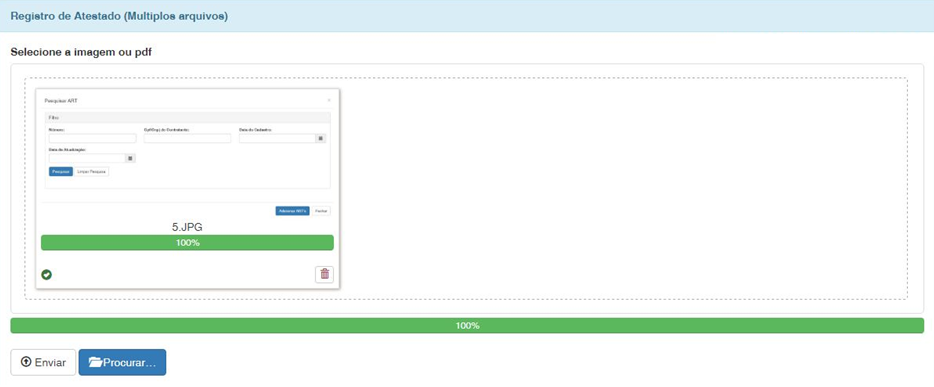 Registro de Atestado (Multiplos arquivos)
Selecione a imagem ou pdf
Pesquisar ART
×
Filtro
Número:
Cpf/Cnpj do Contratante:
Data do Cadastro:
Data da Atualização:
Pesquisar
Limpar Pesquisa
Adicionar ART's
Fechar
5.JPG
100%
100%
Enviar
Procurar...